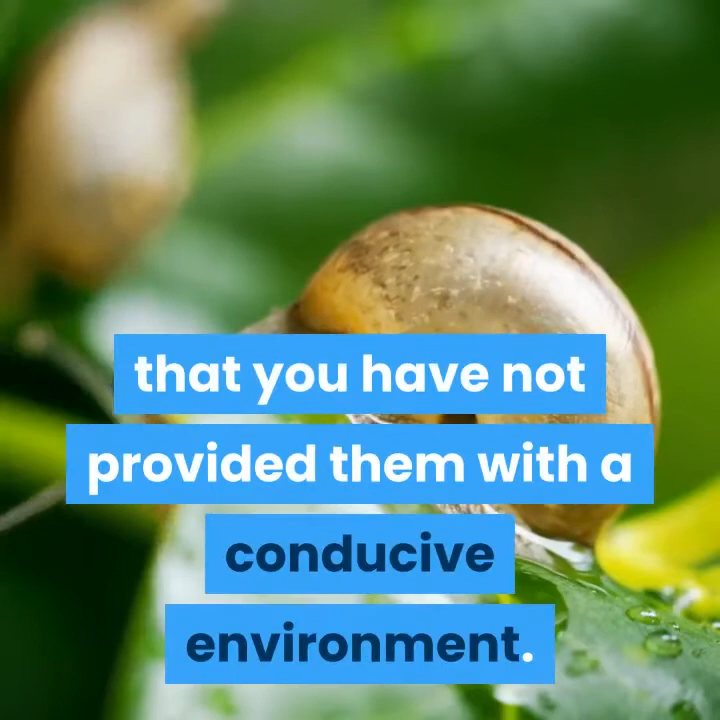 that you have not
provided them with a
conducive
environment.